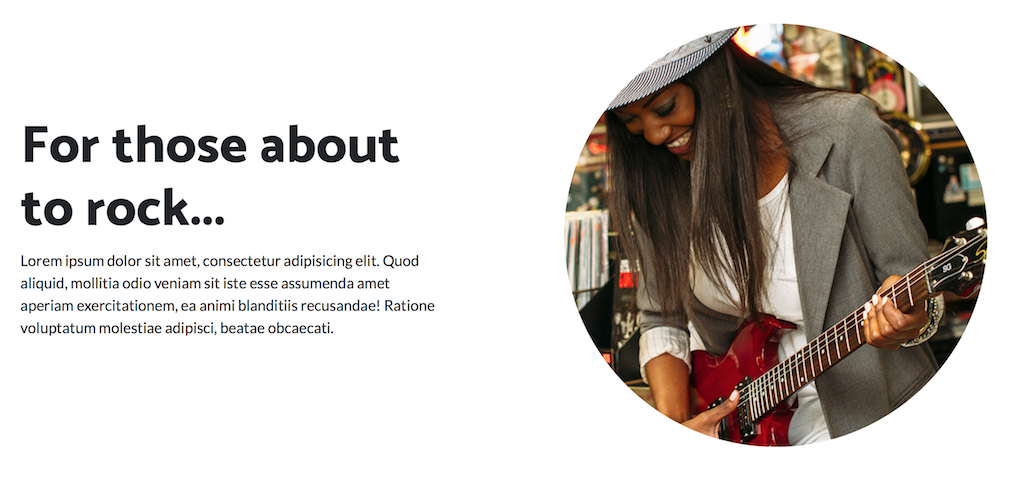 For those about
to rock...
Lorem ipsum dolor sit amet, consectetur adipisicing elit. Quod
aliquid, mollitia odio veniam sit iste esse assumenda amet
aperiam exercitationem, ea animi blanditiis recusandae! Ratione
voluptatum molestiae adipisci, beatae obcaecati.
SG